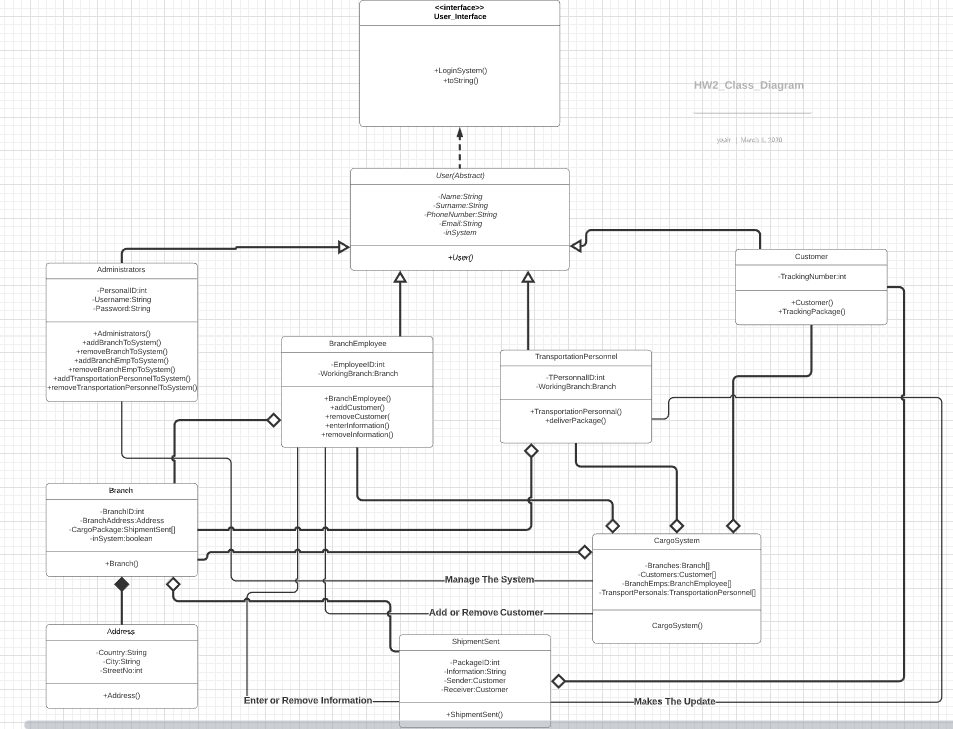 <<interface>>
User_Interface
+LoginSystem()
+toString()
HW2_Class_Diagram
| March 1, 2020
User(Abstract)
-Name:String
-Surname:String
-PhoneNumber:String
-Email:String
-inSystem
+User()
Administrators
-PersonalID:int
-Username:String
-Password:String
+Administrators()
+addBranchToSystem()
+removeBranchToSystem()
+addBranchEmpToSystem()
+removeBranchEmpToSystem()
+addTransportationPersonnelToSystem()
+removeTransportationPersonnelToSystem()
Customer
-TrackingNumber:int
+Customer()
+TrackingPackage()
BranchEmployee
-EmployeeID:int
-WorkingBranch:Branch
+BranchEmployee()
+addCustomer()
+removeCustomer(
+enterInformation()
+removeInformation()
TransportationPersonnel
-TPersonnalID:int
-WorkingBranch:Branch
+TransportationPersonnal()
+deliverPackage()
Branch
-BranchID:int
-BranchAddress:Address
-CargoPackage:ShipmentSent[]
-inSystem:boolean
+Branch()
CargoSystem
-Branches:Branch[]
-Customers:Customer[]
-BranchEmps:BranchEmployee[]
-TransportPersonals:TransportationPersonnel[]
CargoSystem()
Manage The System
Add or Remove Customer
Address
-Country:String
-City:String
-StreetNo:int
+Address()
ShipmentSent
-PackageID:int
-Information:String
-Sender:Customer
-Receiver:Customer
+ShipmentSent()
Enter or Remove Information
Makes The Update